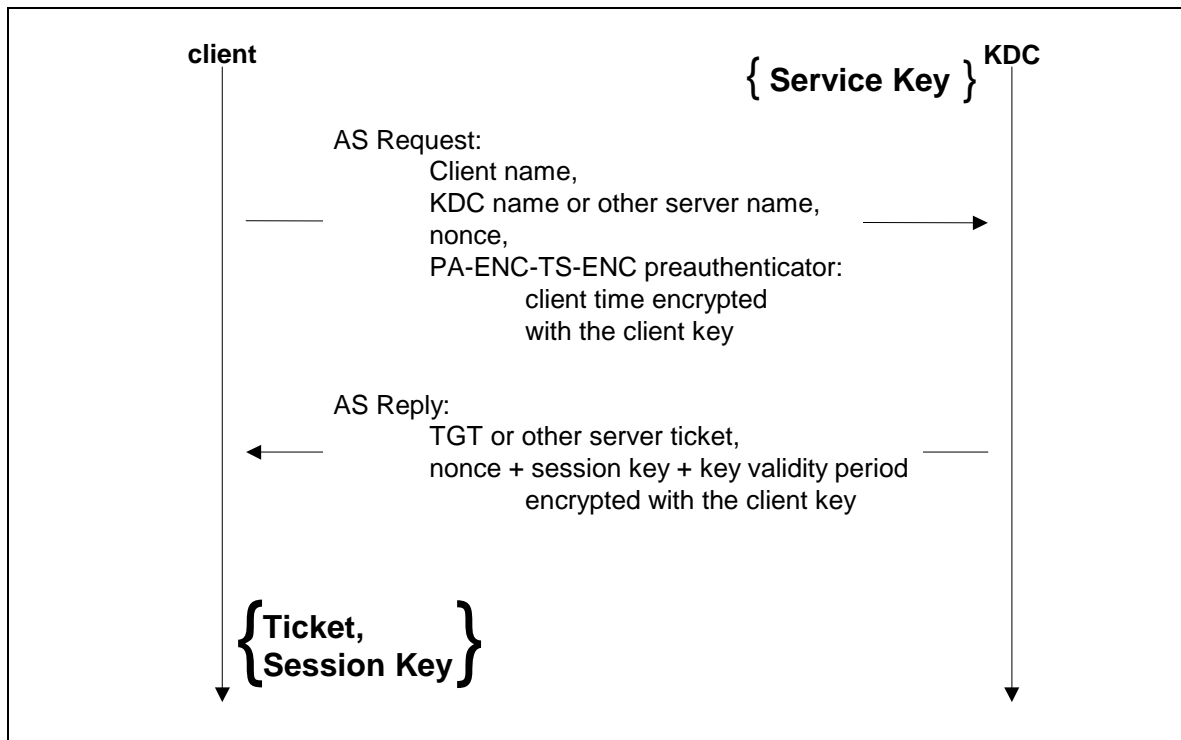 client
KDC
{ Service Key }
AS Request:
Client name,
KDC name or other server name,
nonce,
PA-ENC-TS-ENC preauthenticator:
client time encrypted
with the client key
AS Reply:
TGT or other server ticket,
nonce + session key + key validity period
encrypted with the client key
{Ticket,
Session Key}